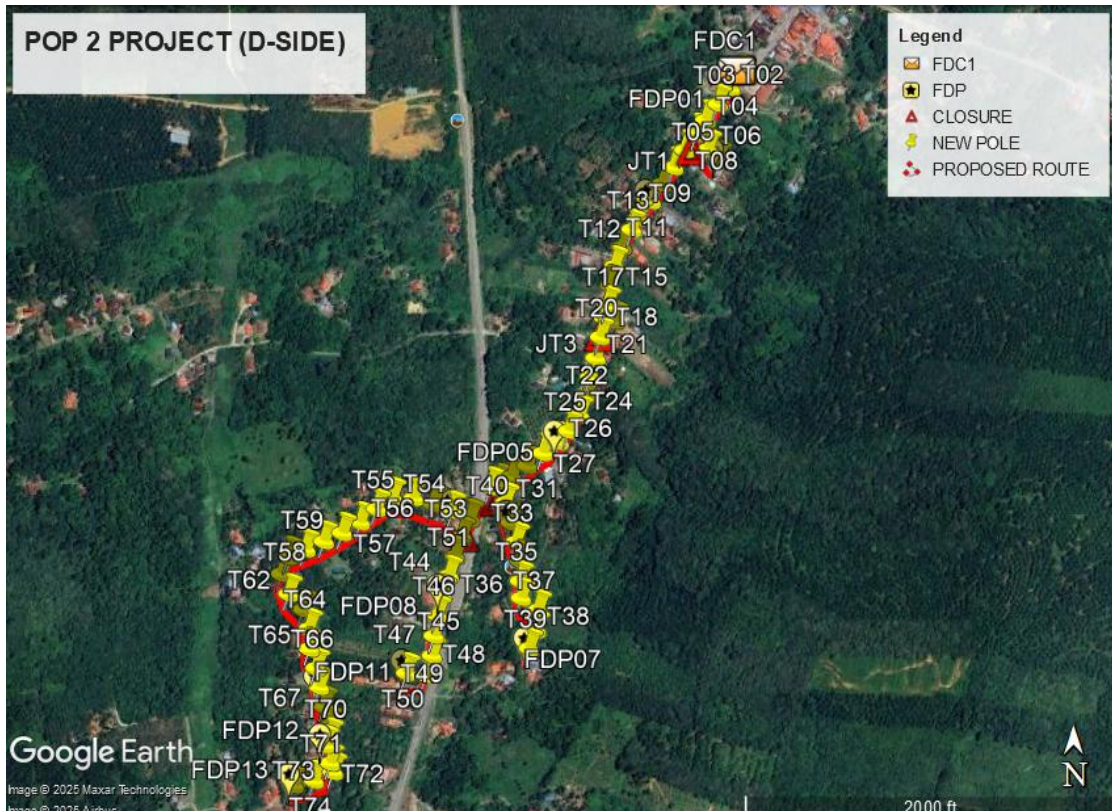 POP 2 PROJECT (D-SIDE)
Legend
FDC1
FDP
CLOSURE
NEW POLE
PROPOSED ROUTE
FDC1
T03 T02
FDP01 T04
T05 T06
JT1 T08
T09
T13
T12 T11
T17 T15
T20
T18
JT3 T21
T22
T25 T24
T26
FDP05
T27
T55 T54
T40 T31
T56 T53
T33
T59
T51
T57
T35
T58
T44
T62
T46 T36
T37
T64
FDP08
T45
T39 T38
T65
T66
T47
T48
FDP07
FDP11 T49
T67
T50
T70
FDP12
T71
FDP13 T73 T72
T74
Google Earth
Image © 2025 Maxar Technologies
Image © 2025 Airbus
2000 ft
N